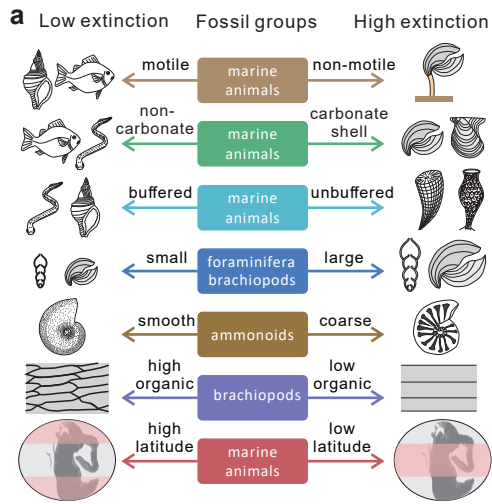 a
Low extinction Fossil groups High extinction
motile marine animals non-motile
non-carbonate marine animals carbonate shell
buffered marine animals unbuffered
small foraminifera brachiopods large
smooth ammonoids coarse
high organic brachiopods low organic
high latitude marine animals low latitude